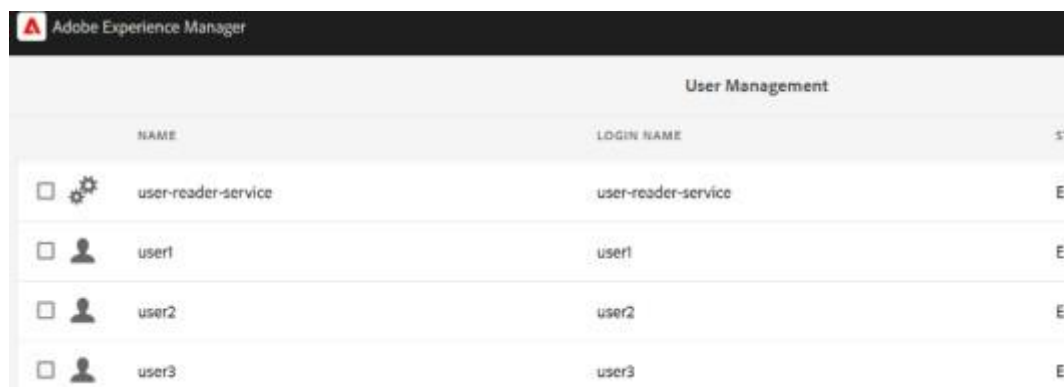 Adobe Experience Manager
User Management
NAME LOGIN NAME S
user-reader-service user-reader-service E
user1 user1 E
user2 user2 E
user3 user3 E